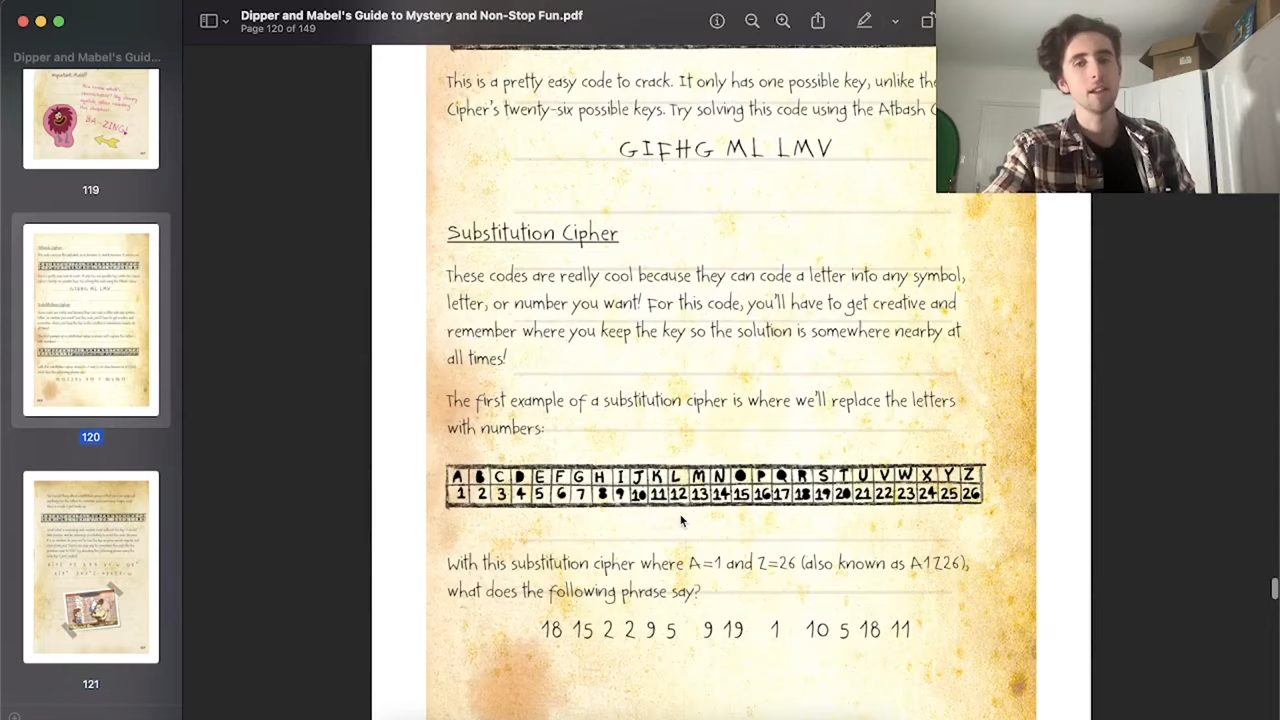 Dipper and Mabel's Guide to Mystery and Non-Stop Fun.pdf
Page 120 of 149
Dipper and Mabel's Guid...
BA-ZING!
119
120
121
This is a pretty easy code to crack. It only has one possible key, unlike the
Cipher's twenty-six possible keys. Try solving this code using the Atbash C
GIFHG ML LMV
Substitution Cipher
These codes are really cool because they can code a letter into any symbol,
letter, or number you want! For this code, you'll have to get creative and
remember where you keep the key so the solution is somewhere nearby at
all times!
The first example of a substitution cipher is where we'll replace the letters
with numbers:
A B C D E F G H I J K L M N O P Q R S T U V W X Y Z
1 2 3 4 5 6 7 8 9 10 11 12 13 14 15 16 17 18 19 20 21 22 23 24 25 26
With this substitution cipher where A=1 and Z=26 (also known as A1Z26),
what does the following phrase say?
18 15 2 2 9 5 9 19 1 10 5 18 11